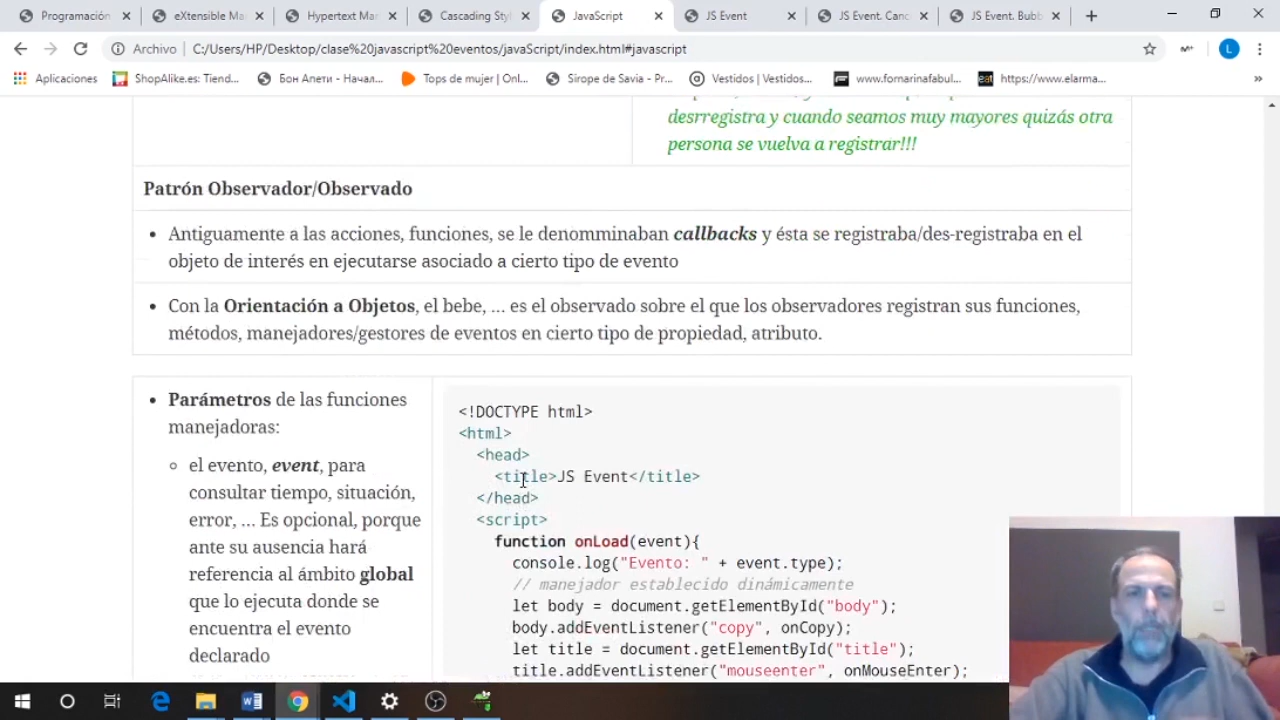 Programación
eXtensible Ma
Hypertext Mar
Cascading Styl
JavaScript
JS Event
JS Event. Canc
JS Event. Bubb
Archivo | C:/Users/HP/Desktop/clase%20javascript%20eventos/javaScript/index.html#javascript
L
Aplicaciones
ShopAlike.es: Tiend...
Бон Апети - Начал...
Tops de mujer | Onl...
Sirope de Savia - Pr...
Vestidos | Vestidos...
www.fornarinafabul...
eat
https://www.elarma...
»
desrregistra y cuando seamos muy mayores quizás otra
persona se vuelva a registrar!!!
Patrón Observador/Observado
• Antiguamente a las acciones, funciones, se le denomminaban callbacks y ésta se registraba/des-registraba en el
objeto de interés en ejecutarse asociado a cierto tipo de evento
• Con la Orientación a Objetos, el bebe, ... es el observado sobre el que los observadores registran sus funciones,
métodos, manejadores/gestores de eventos en cierto tipo de propiedad, atributo.
• Parámetros de las funciones
manejadoras:
el evento, event, para
consultar tiempo, situación,
error, ... Es opcional, porque
ante su ausencia hará
referencia al ámbito global
que lo ejecuta donde se
encuentra el evento
declarado
<!DOCTYPE html>
<html>
<head>
<title>JS Event</title>
</head>
<script>
function onLoad(event){
console.log("Evento: " + event.type);
// manejador establecido dinámicamente
let body = document.getElementById("body");
body.addEventListener("copy", onCopy);
let title = document.getElementById("title");
title.addEventListener("mouseenter", onMouseEnter);